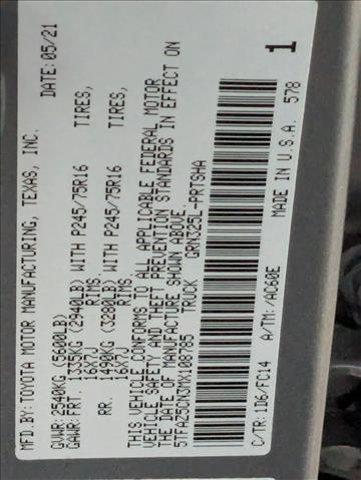 MFD. BY: TOYOTA MOTOR MANUFACTURING, TEXAS, INC.
DATE: 05/21
GVWR: 2540KG (5600LB)
GAWR: FRT. 1335KG (2940LB) WITH P245/75R16 TIRES,
16X7J RIMS
RR. 1490KG (3280LB) WITH P245/75R16 TIRES,
16X7J RIMS
THIS VEHICLE CONFORMS TO ALL APPLICABLE FEDERAL MOTOR
VEHICLE SAFETY AND THEFT PREVENTION STANDARDS IN EFFECT ON
THE DATE OF MANUFACTURE SHOWN ABOVE.
5TFAZ5CN3MX108785 TRUCK GRN325L-PRTSHA
1
C/TR: 1D6/FC14 A/TM: /AC60E
MADE IN U.S.A. 578